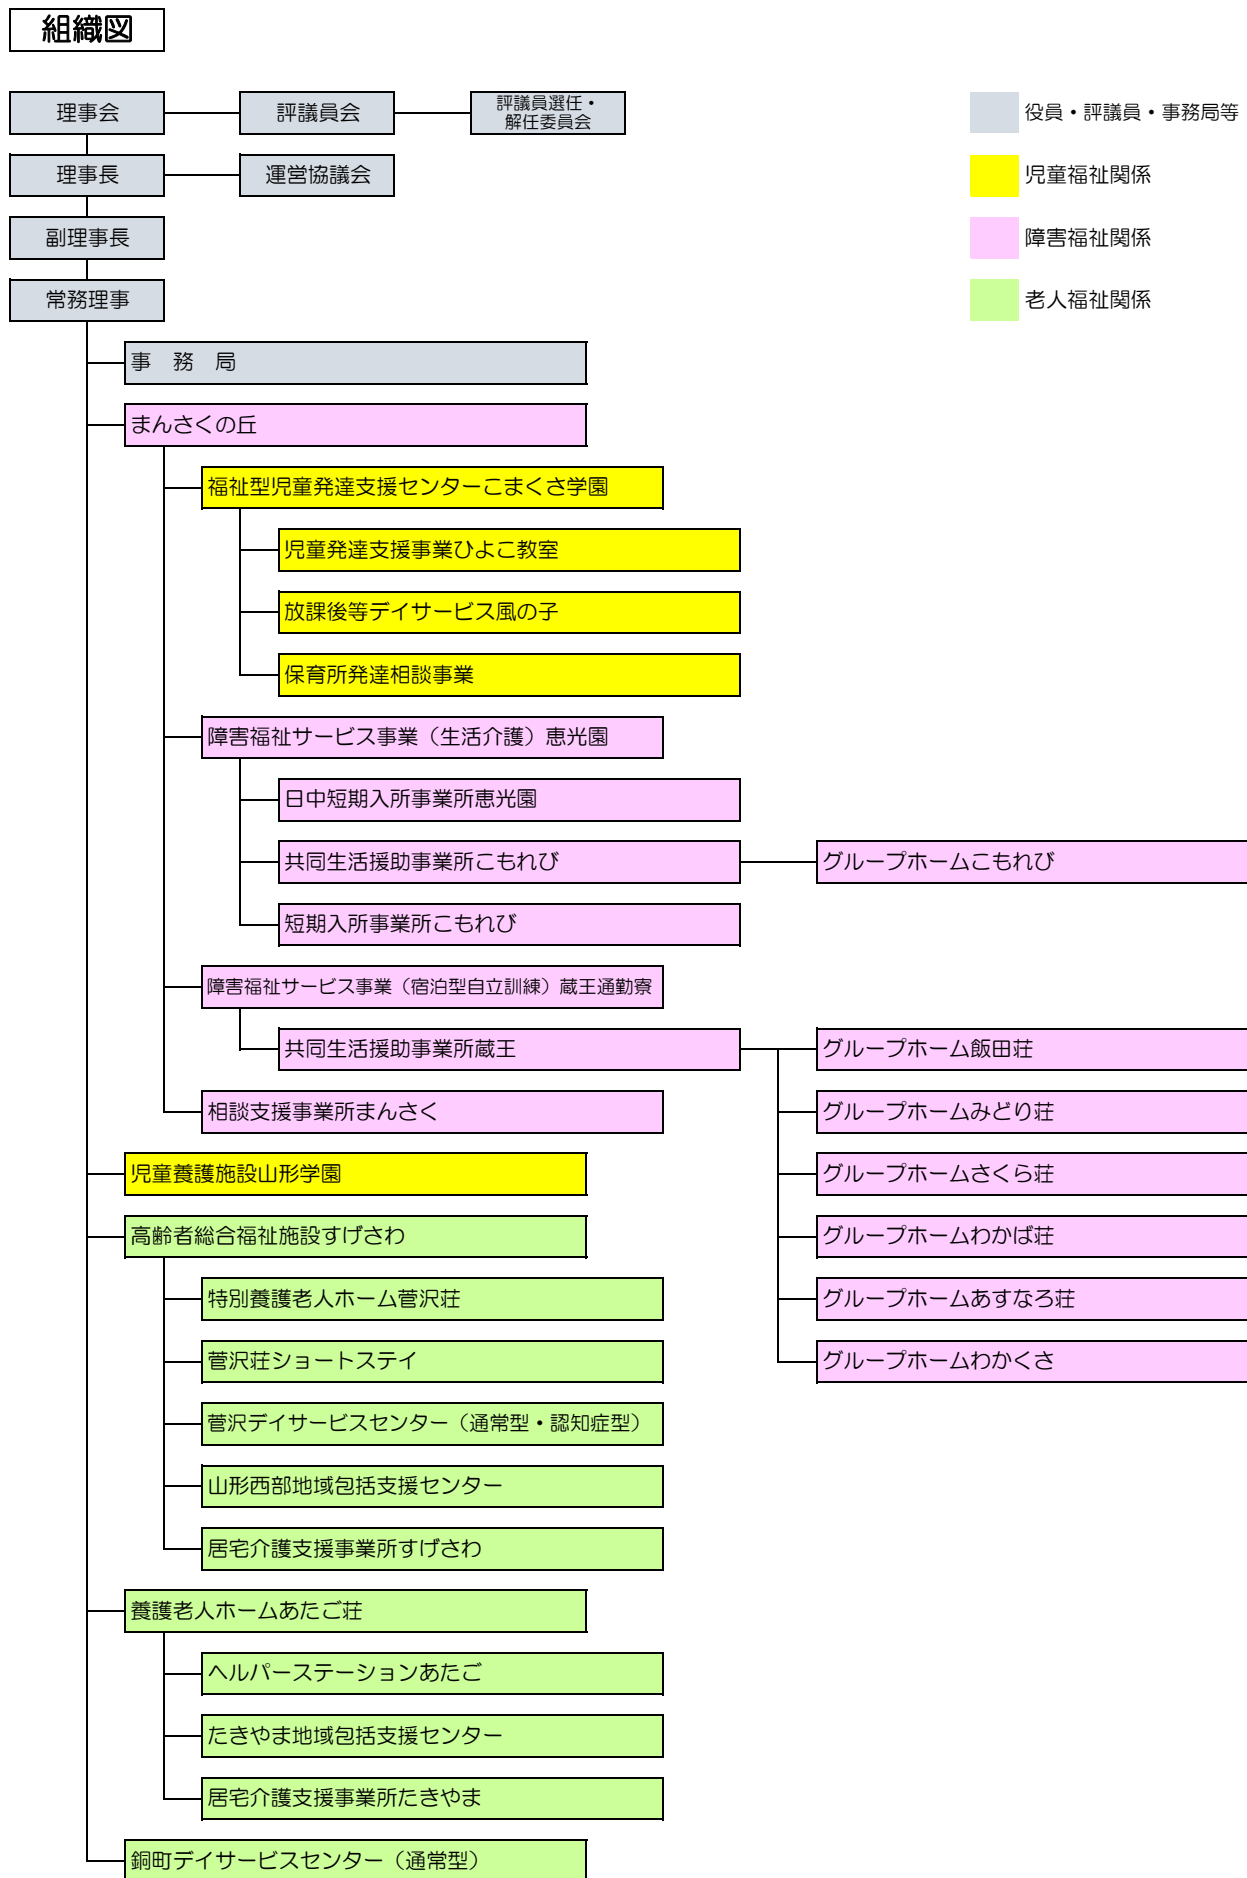 組織図
理事会
評議員会
評議員選任・
解任委員会
役員・評議員・事務局等
理事長
運営協議会
児童福祉関係
副理事長
障害福祉関係
常務理事
老人福祉関係
事　務　局
まんさくの丘
福祉型児童発達支援センターこまくさ学園
児童発達支援事業ひよこ教室
放課後等デイサービス風の子
保育所発達相談事業
障害福祉サービス事業（生活介護）恵光園
日中短期入所事業所恵光園
共同生活援助事業所こもれび
グループホームこもれび
短期入所事業所こもれび
障害福祉サービス事業（宿泊型自立訓練）蔵王通勤寮
共同生活援助事業所蔵王
グループホーム飯田荘
相談支援事業所まんさく
グループホームみどり荘
児童養護施設山形学園
グループホームさくら荘
高齢者総合福祉施設すげさわ
グループホームわかば荘
特別養護老人ホーム菅沢荘
グループホームあすなろ荘
菅沢荘ショートステイ
グループホームわかくさ
菅沢デイサービスセンター（通常型・認知症型）
山形西部地域包括支援センター
居宅介護支援事業所すげさわ
養護老人ホームあたご荘
ヘルパーステーションあたご
たきやま地域包括支援センター
居宅介護支援事業所たきやま
銅町デイサービスセンター（通常型）